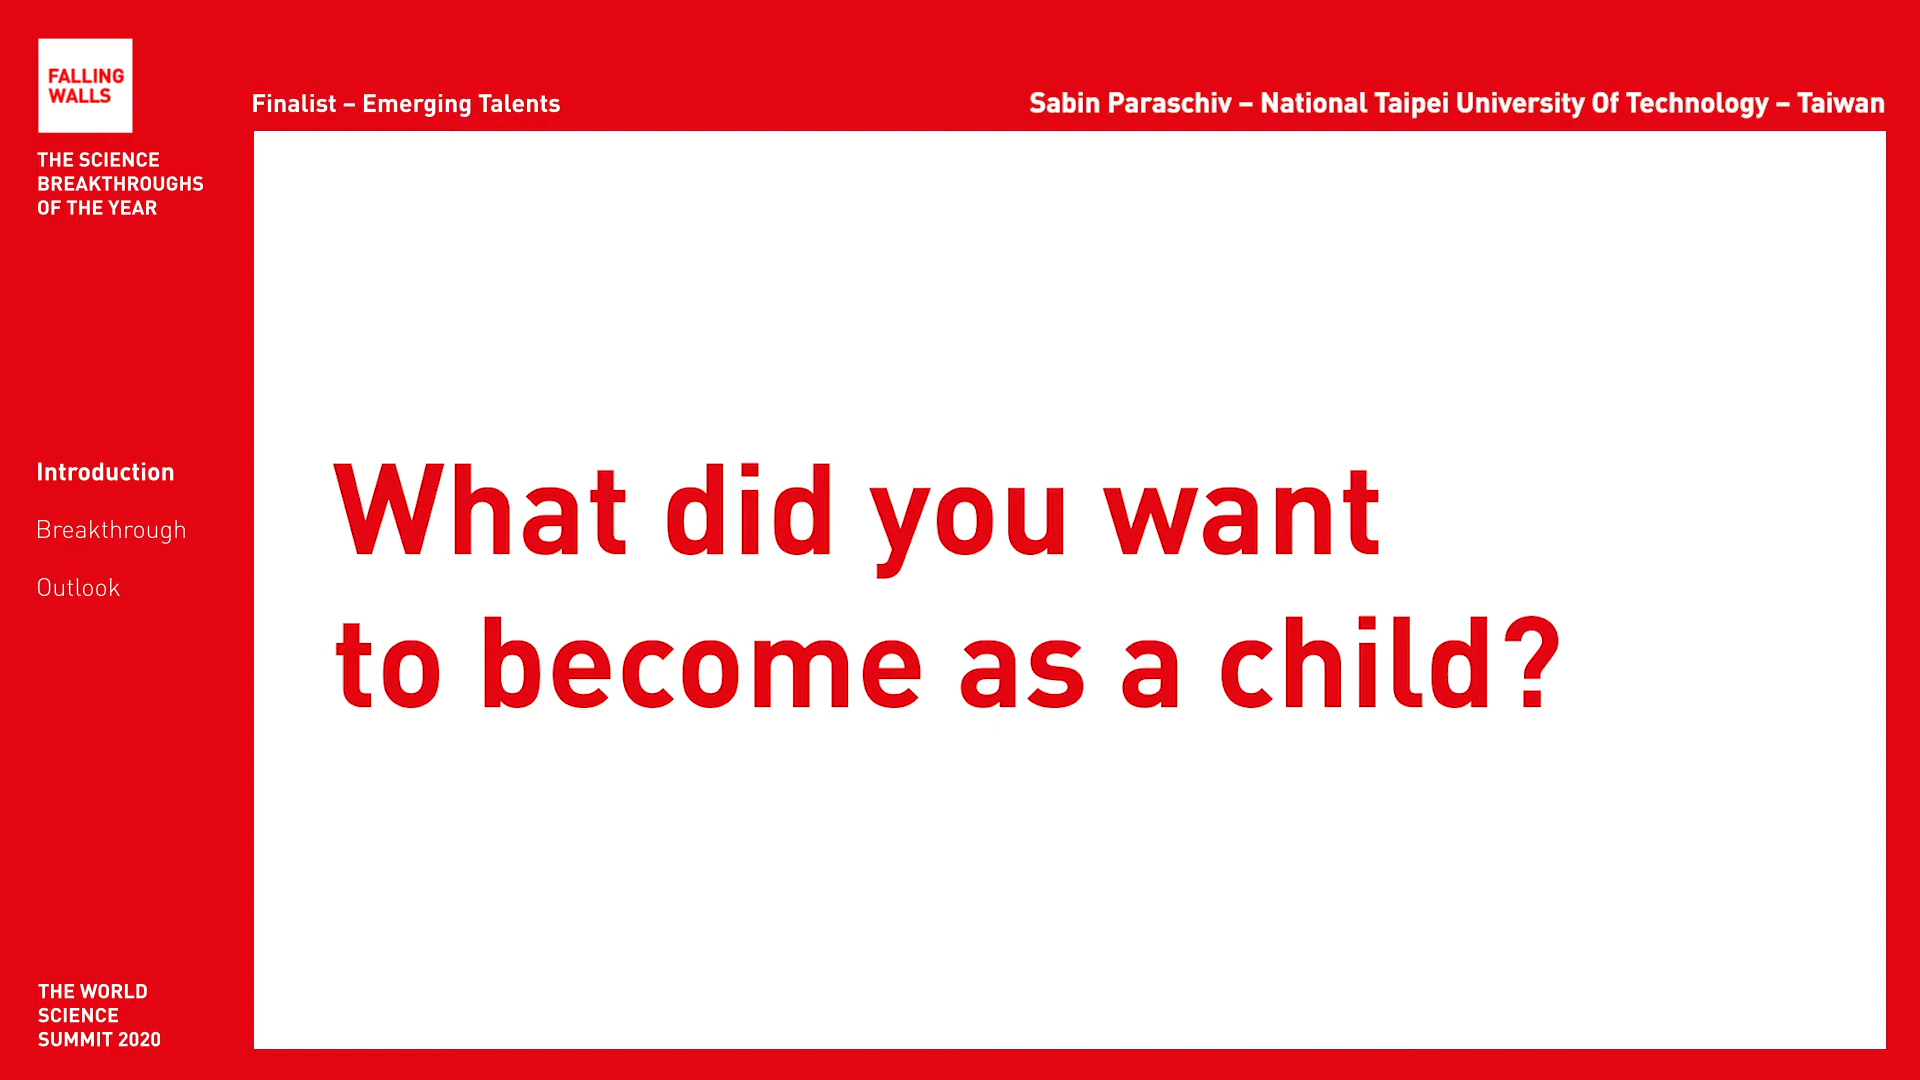 FALLING
WALLS
THE SCIENCE
BREAKTHROUGHS
OF THE YEAR
Finalist – Emerging Talents
Sabin Paraschiv – National Taipei University Of Technology – Taiwan
Introduction
Breakthrough
Outlook
What did you want
to become as a child?
THE WORLD
SCIENCE
SUMMIT 2020